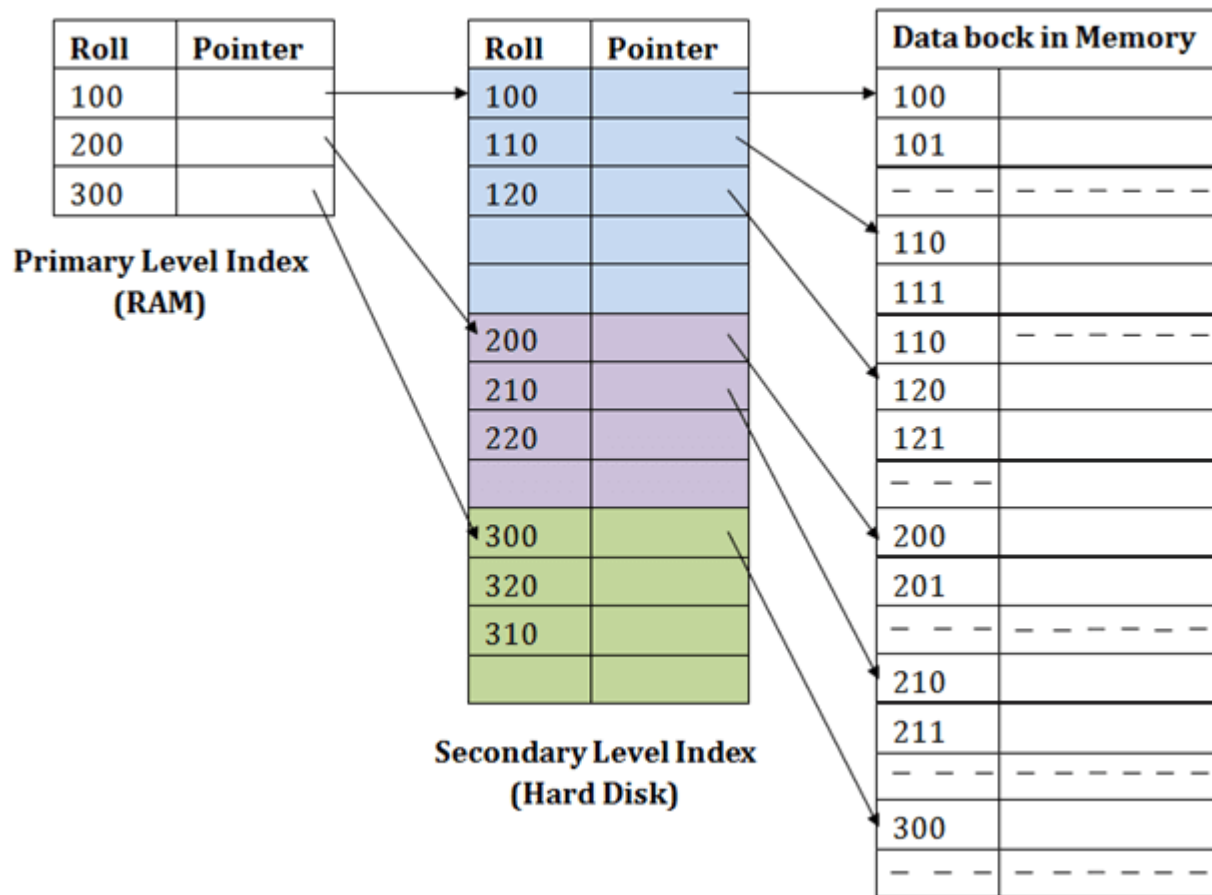 Roll Pointer
100
200
300
Primary Level Index
(RAM)
Roll Pointer
100
110
120
200
210
220
300
320
310
Secondary Level Index
(Hard Disk)
Data bock in Memory
100
101
– – – – – – – – –
110
111
110 – – – – – –
120
121
– – –
200
201
– – – – – – – – –
210
211
– – – – – – – – –
300
– – – – – – – – –